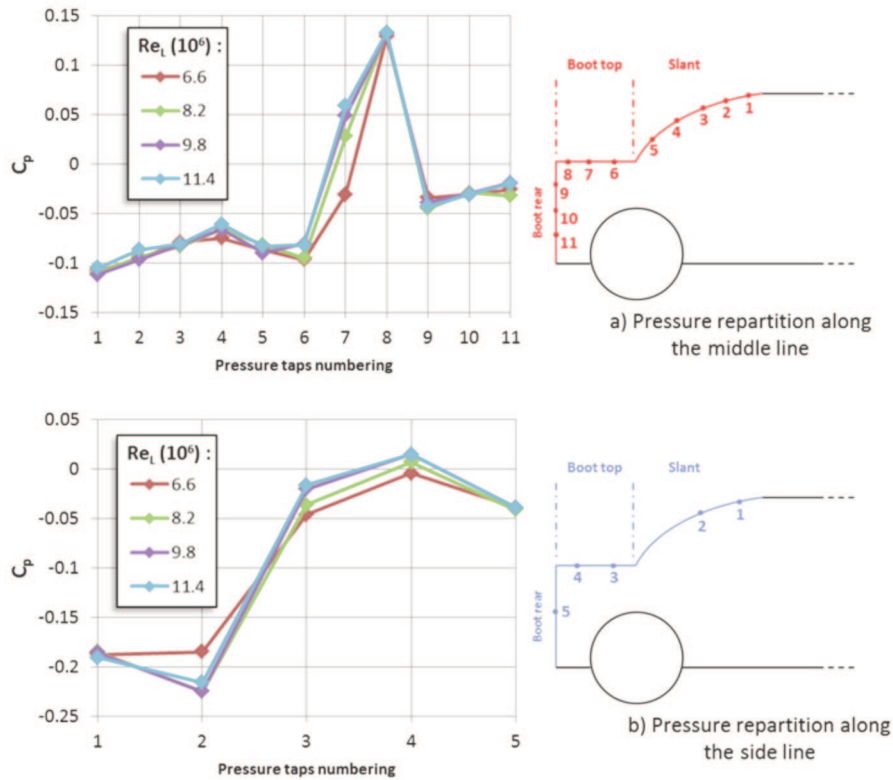 0.15
0.1
0.05
0
-0.05
-0.1
-0.15
Cp
Re_L (10⁶) :
6.6
8.2
9.8
11.4
1 2 3 4 5 6 7 8 9 10 11
Pressure taps numbering
Boot top
Slant
8 7 6 5 4 3 2 1
9
10
11
Boot rear
a) Pressure repartition along
the middle line
0.05
0
-0.05
-0.1
-0.15
-0.2
-0.25
Cp
Re_L (10⁶) :
6.6
8.2
9.8
11.4
1 2 3 4 5
Pressure taps numbering
Boot top
Slant
4 3 2 1
5
Boot rear
b) Pressure repartition along
the side line